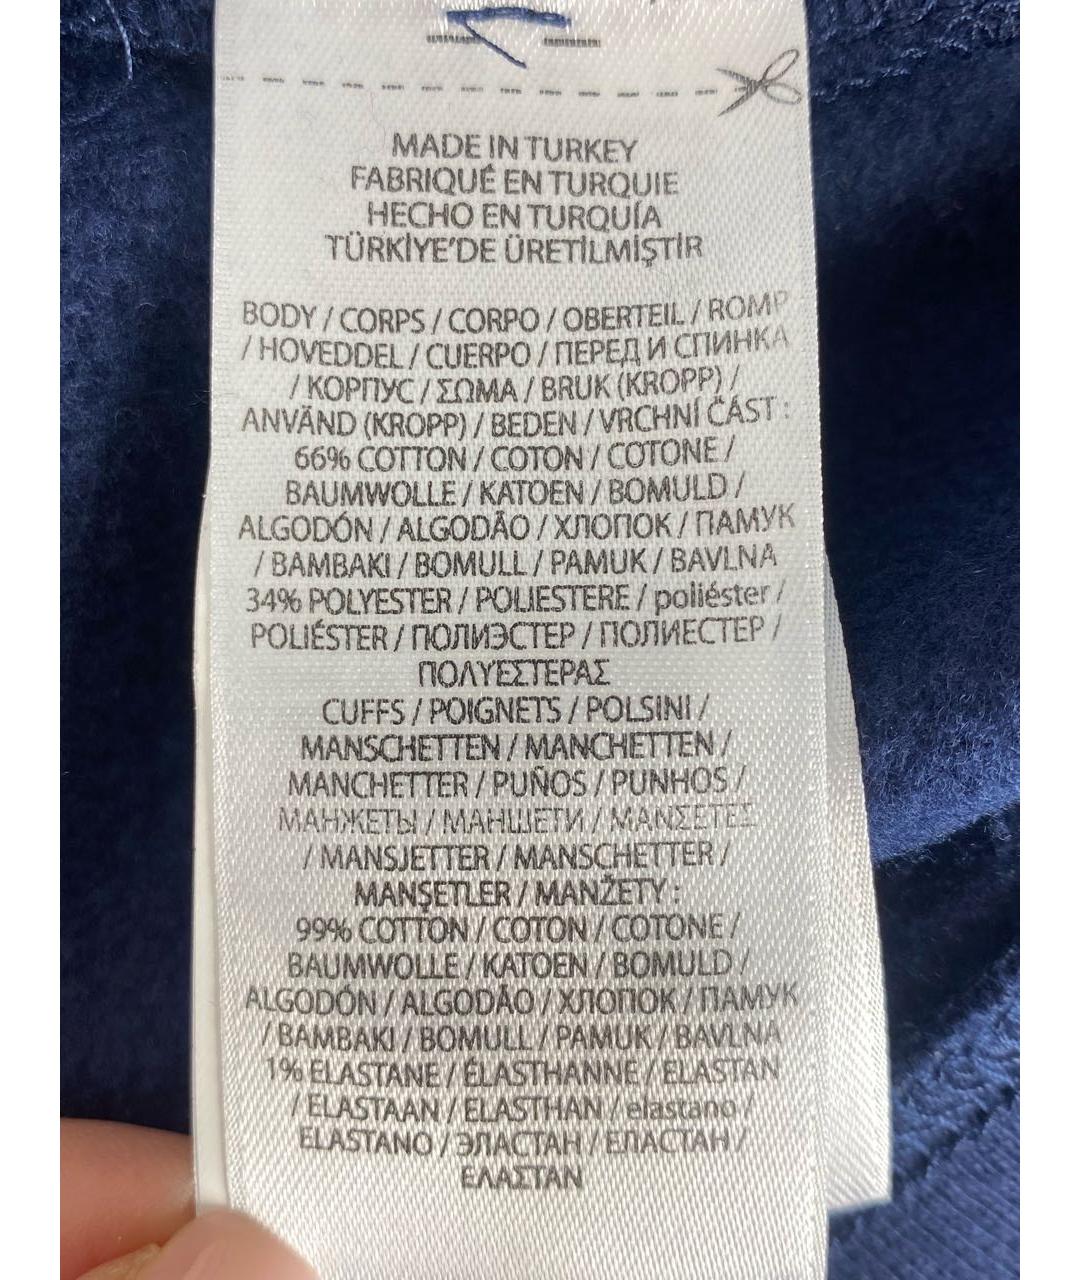 MADE IN TURKEY
FABRIQUÉ EN TURQUIE
HECHO EN TURQUÍA
TÜRKİYE'DE ÜRETİLMİŞTİR
BODY / CORPS / CORPO / OBERTEIL / ROMP
/ HOVEDDEL / CUERPO / ПЕРЕД И СПИНКА
/ КОРПУС / ΣΩΜΑ / BRUK (KROPP) /
ANVÄND (KROPP) / BEDEN / VRCHNÍ ČÁST :
66% COTTON / COTON / COTONE /
BAUMWOLLE / KATOEN / BOMULD /
ALGODÓN / ALGODÃO / ХЛОПОК / ПАМУК
/ BAMBAKI / BOMULL / PAMUK / BAVLNA
34% POLYESTER / POLIESTERE / poliéster /
POLIÉSTER / ПОЛИЭСТЕР / ПОЛИЕСТЕР /
ΠΟΛΥΕΣΤΕΡΑΣ
CUFFS / POIGNETS / POLSINI /
MANSCHETTEN / MANCHETTEN /
MANCHETTER / PUÑOS / PUNHOS /
МАНЖЕТЫ / МАНШЕТИ / ΜΑΝΣΕΤΕΣ
/ MANSJETTER / MANSCHETTER /
MANŞETLER / MANŽETY :
99% COTTON / COTON / COTONE /
BAUMWOLLE / KATOEN / BOMULD /
ALGODÓN / ALGODÃO / ХЛОПОК / ПАМУК
/ BAMBAKI / BOMULL / PAMUK / BAVLNA
1% ELASTANE / ÉLASTHANNE / ELASTAN
/ ELASTAAN / ELASTHAN / elastano /
ELASTANO / ЭЛАСТАН / ЕЛАСТАН /
ΕΛΑΣΤΑΝ